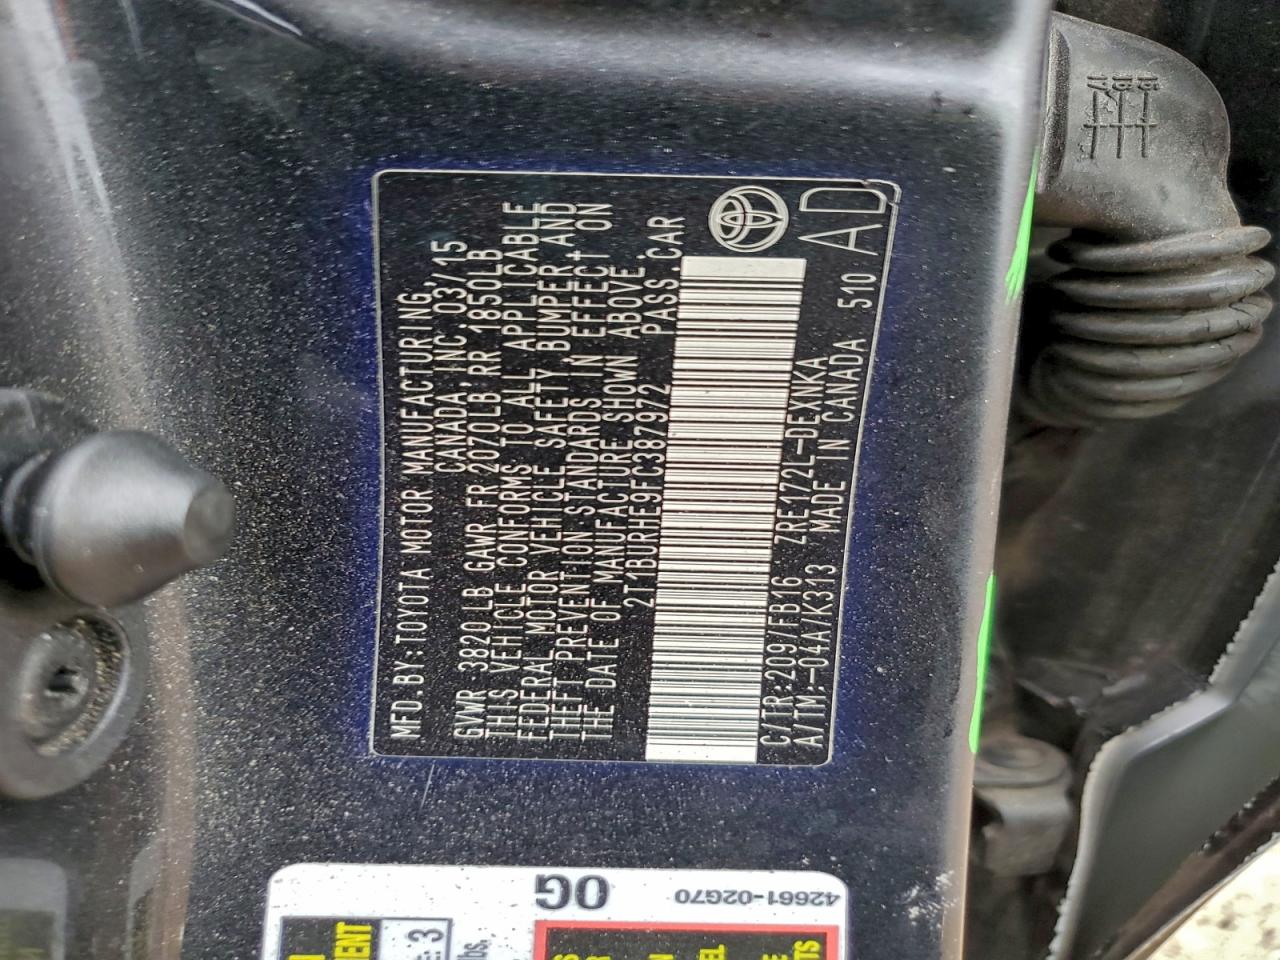 MFD.BY:TOYOTA MOTOR MANUFACTURING,
CANADA,INC.03/15
GVWR 3820LB GAWR FR 2070LB,RR 1850LB
THIS VEHICLE CONFORMS TO ALL APPLICABLE
FEDERAL MOTOR VEHICLE SAFETY,BUMPER,AND
THEFT PREVENTION STANDARDS IN EFFECT ON
THE DATE OF MANUFACTURE SHOWN ABOVE.
2T1BURHE9FC387972 PASS.CAR
C/TR:209/FB16 ZRE172L-DEXNKA
A/TM:-04A/K313 MADE IN CANADA 510
AD
0G
42661-02G70
lbs.